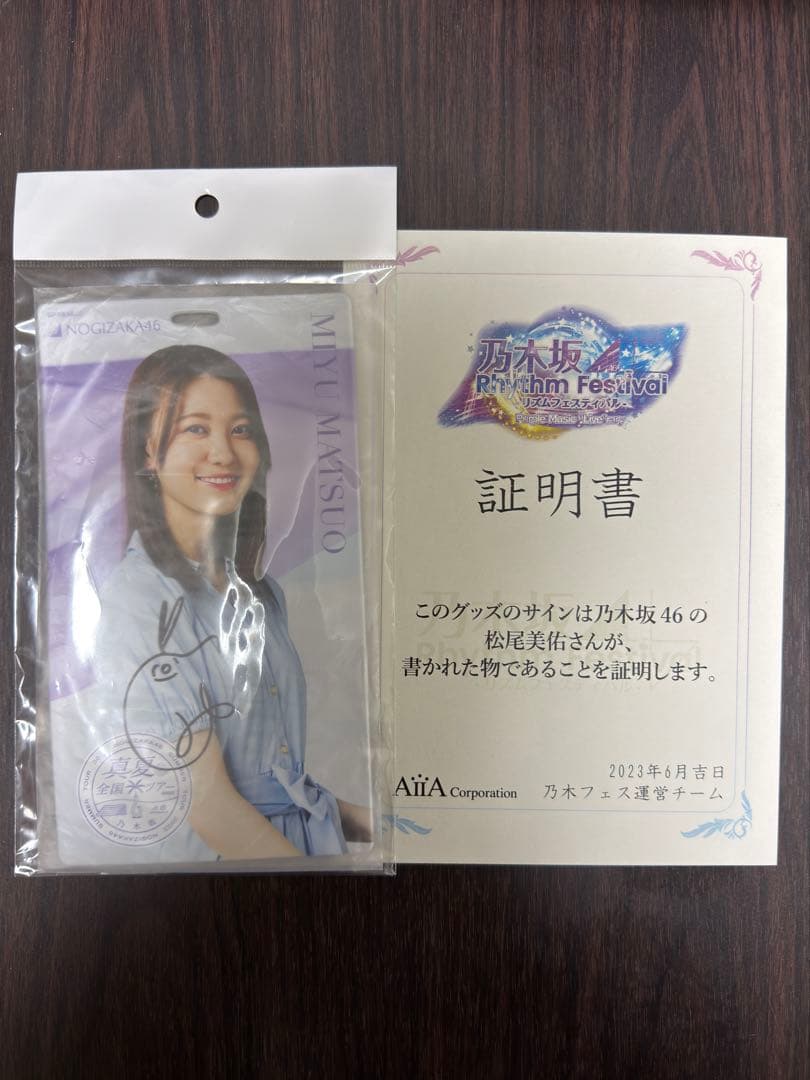 NOGIZAKA46
MIYU MATSUO
真夏
全国
ツアー
乃木坂
乃木坂
Rhythm Festival
-リズムフェスティバル-
証明書
このグッズのサインは乃木坂46の
松尾美佑さんが、
書かれた物であることを証明します。
2023年6月吉日
AiiA Corporation
乃木フェス運営チーム